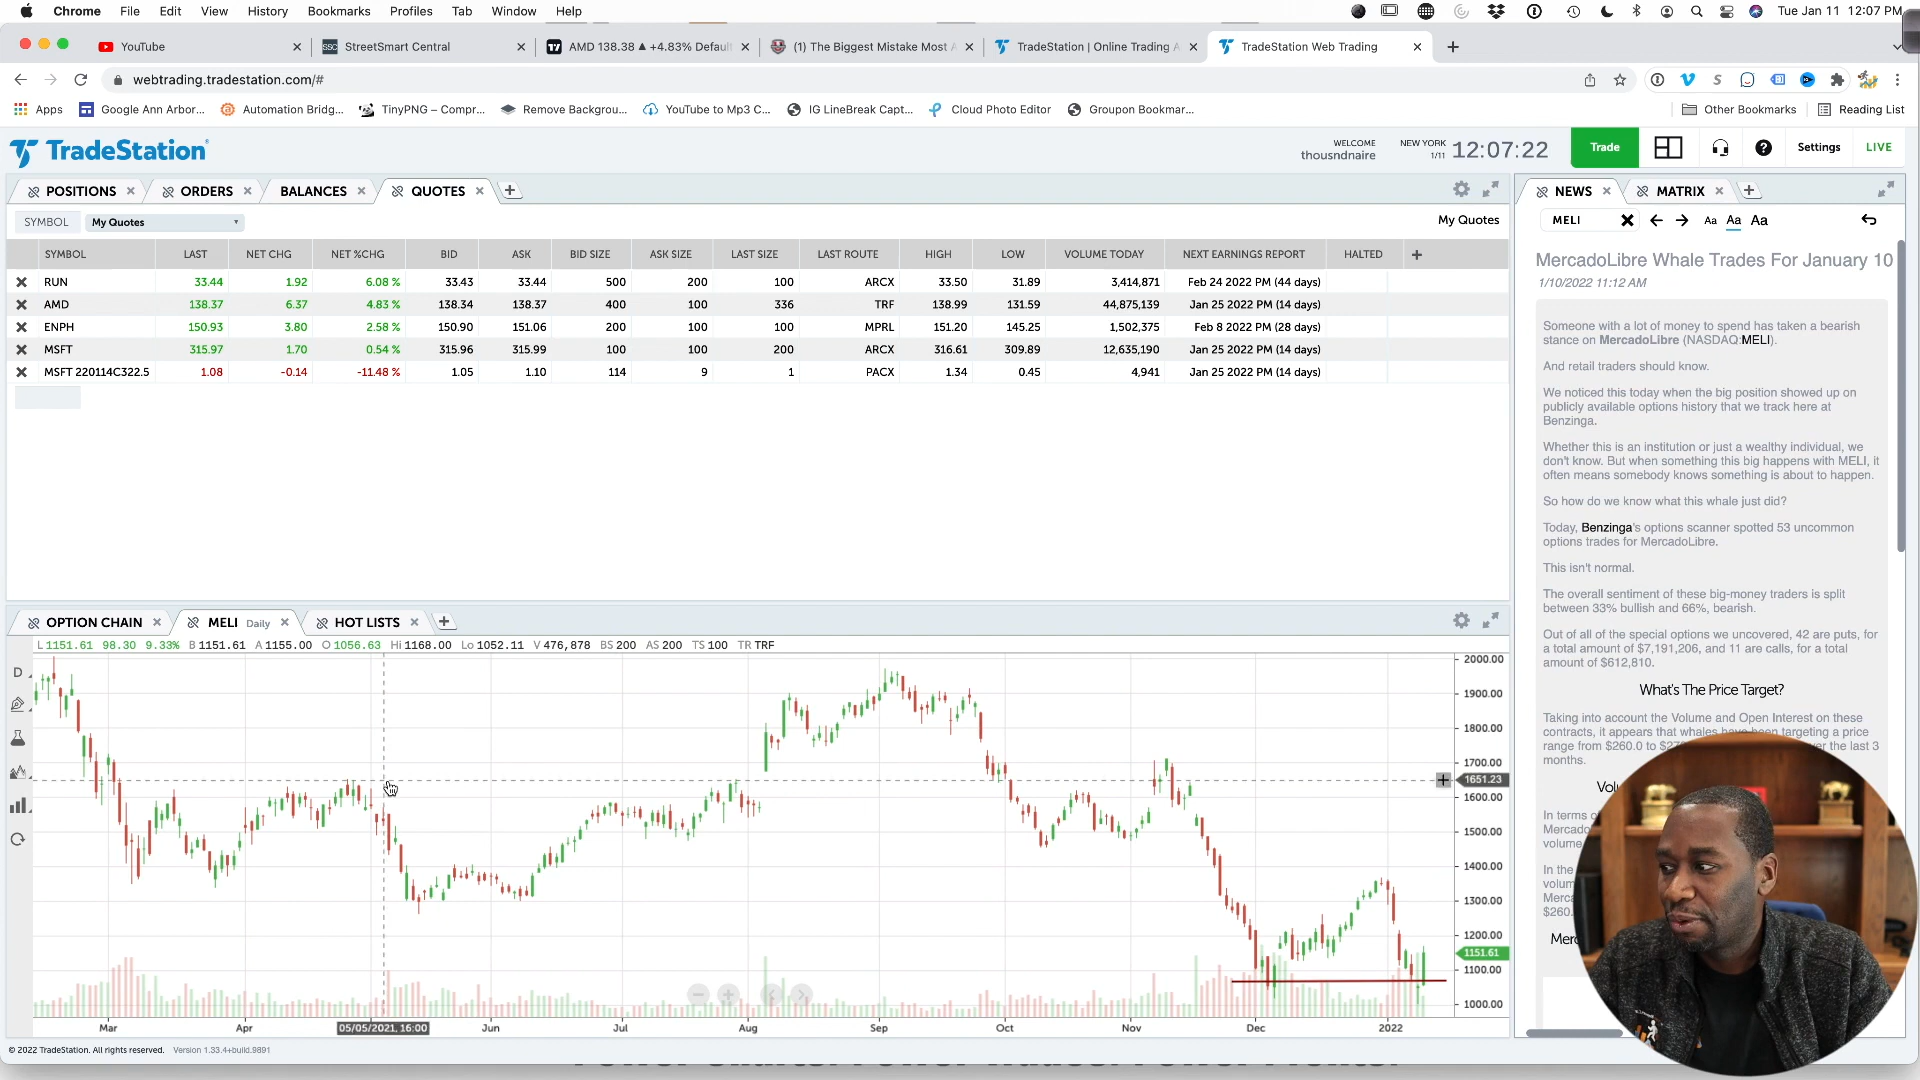 Chrome File Edit View History Bookmarks Profiles Tab Window Help Tue Jan 11 12:07 PM
YouTube StreetSmart Central AMD 138.38 ▲ +4.83% Default (1) The Biggest Mistake Most A TradeStation | Online Trading A TradeStation Web Trading
webtrading.tradestation.com/#
Apps Google Ann Arbor... Automation Bridg... TinyPNG – Compr... Remove Backgrou... YouTube to Mp3 C... IG LineBreak Capt... Cloud Photo Editor Groupon Bookmar... Other Bookmarks Reading List
TradeStation
WELCOME
thousndnaire
NEW YORK
1/11
12:07:22
Trade Settings LIVE
POSITIONS ORDERS BALANCES QUOTES
SYMBOL My Quotes My Quotes
SYMBOL LAST NET CHG NET %CHG BID ASK BID SIZE ASK SIZE LAST SIZE LAST ROUTE HIGH LOW VOLUME TODAY NEXT EARNINGS REPORT HALTED
RUN 33.44 1.92 6.08 % 33.43 33.44 500 200 100 ARCX 33.50 31.89 3,414,871 Feb 24 2022 PM (44 days)
AMD 138.37 6.37 4.83 % 138.34 138.37 400 100 336 TRF 138.99 131.59 44,875,139 Jan 25 2022 PM (14 days)
ENPH 150.93 3.80 2.58 % 150.90 151.06 200 100 100 MPRL 151.20 145.25 1,502,375 Feb 8 2022 PM (28 days)
MSFT 315.97 1.70 0.54 % 315.96 315.99 100 100 200 ARCX 316.61 309.89 12,635,190 Jan 25 2022 PM (14 days)
MSFT 220114C322.5 1.08 -0.14 -11.48 % 1.05 1.10 114 9 1 PACX 1.34 0.45 4,941 Jan 25 2022 PM (14 days)
OPTION CHAIN MELI Daily HOT LISTS
L 1151.61 98.30 9.33% B 1151.61 A 1155.00 O 1056.63 Hi 1168.00 Lo 1052.11 V 476,878 BS 200 AS 200 TS 100 TR TRF
D
2000.00
1900.00
1800.00
1700.00
1651.23
1600.00
1500.00
1400.00
1300.00
1200.00
1151.61
1100.00
1000.00
Mar Apr 05/05/2021, 16:00 Jun Jul Aug Sep Oct Nov Dec 2022
© 2022 TradeStation. All rights reserved. Version 1.33.4+build.9891
NEWS MATRIX
MELI Aa Aa Aa
MercadoLibre Whale Trades For January 10
1/10/2022 11:12 AM
Someone with a lot of money to spend has taken a bearish
stance on MercadoLibre (NASDAQ:MELI).
And retail traders should know.
We noticed this today when the big position showed up on
publicly available options history that we track here at
Benzinga.
Whether this is an institution or just a wealthy individual, we
don't know. But when something this big happens with MELI, it
often means somebody knows something is about to happen.
So how do we know what this whale just did?
Today, Benzinga's options scanner spotted 53 uncommon
options trades for MercadoLibre.
This isn't normal.
The overall sentiment of these big-money traders is split
between 33% bullish and 66%, bearish.
Out of all of the special options we uncovered, 42 are puts, for
a total amount of $7,191,206, and 11 are calls, for a total
amount of $612,810.
What's The Price Target?
Taking into account the Volume and Open Interest on these
contracts, it appears that whales have been targeting a price
range from $260.0 to $27 ver the last 3
months.
Volu
In terms o
Mercado
volume
In the
volum
Merca
$260.
Merc